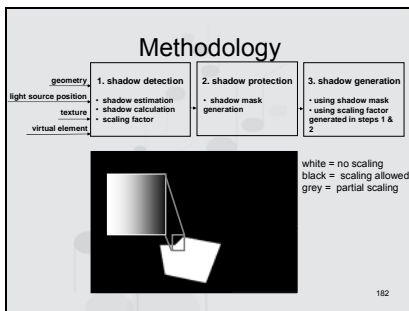 Methodology
geometry
light source position
texture
virtual element
1. shadow detection
• shadow estimation
• shadow calculation
• scaling factor
2. shadow protection
• shadow mask
generation
3. shadow generation
• using shadow mask
• using scaling factor
generated in steps 1 &
2
white = no scaling
black = scaling allowed
grey = partial scaling
182